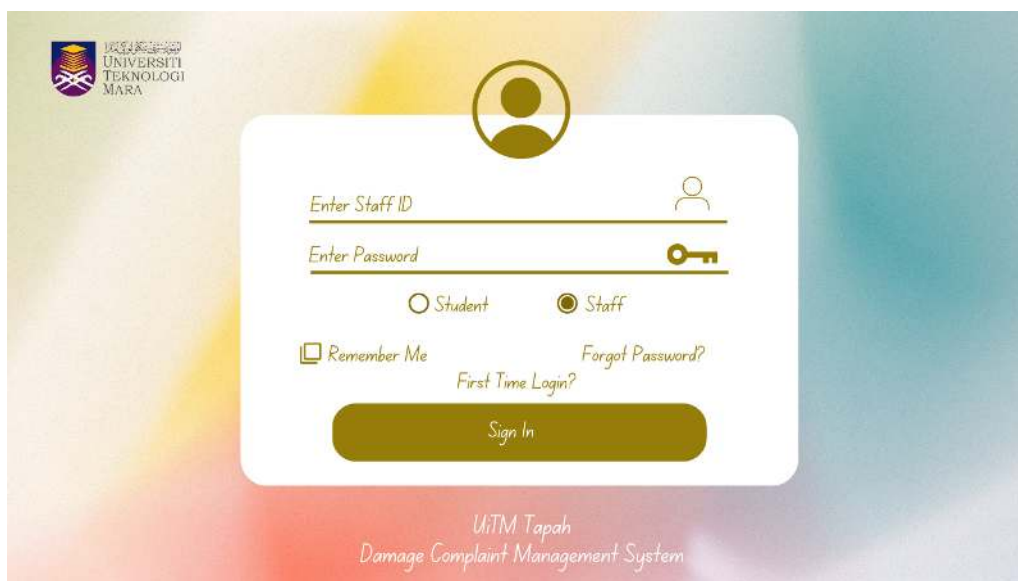 UNIVERSITI
TEKNOLOGI
MARA
Enter Staff ID
Enter Password
Student Staff
Remember Me Forgot Password?
First Time Login?
Sign In
UiTM Tapah
Damage Complaint Management System